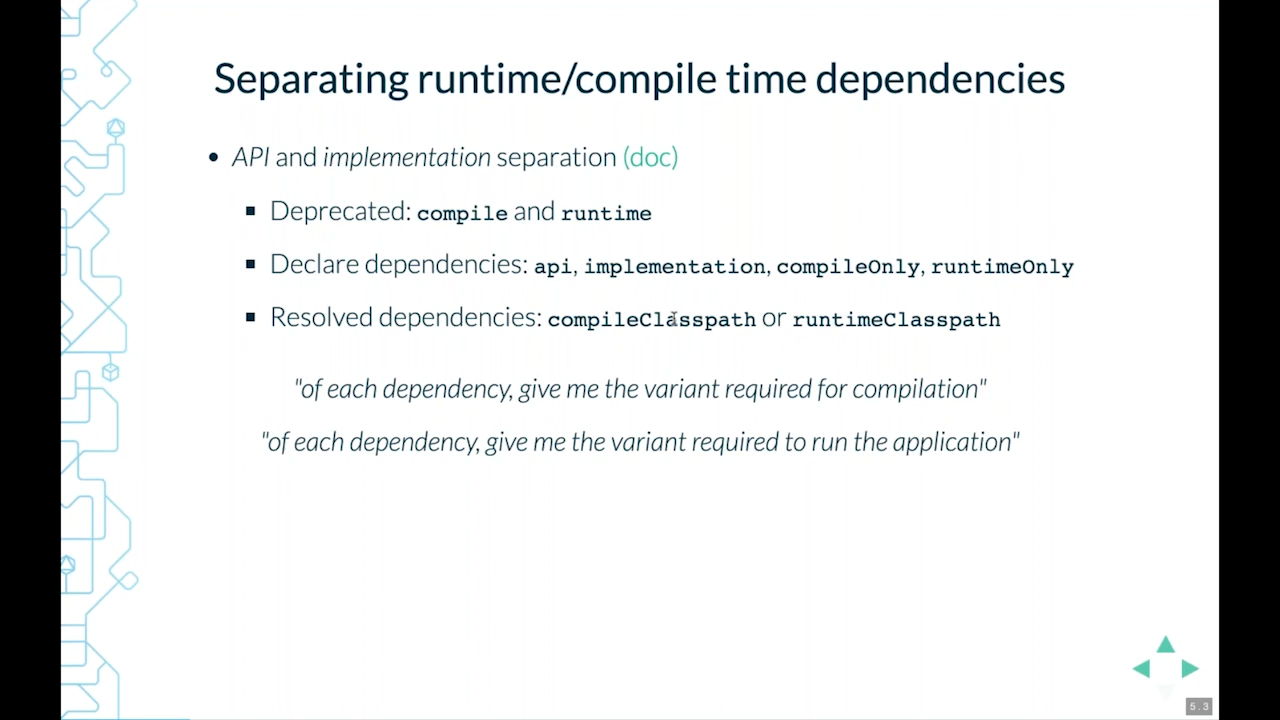 Separating runtime/compile time dependencies
• API and implementation separation (doc)
▪ Deprecated: compile and runtime
▪ Declare dependencies: api, implementation, compileOnly, runtimeOnly
▪ Resolved dependencies: compileClasspath or runtimeClasspath
"of each dependency, give me the variant required for compilation"
"of each dependency, give me the variant required to run the application"
5.3